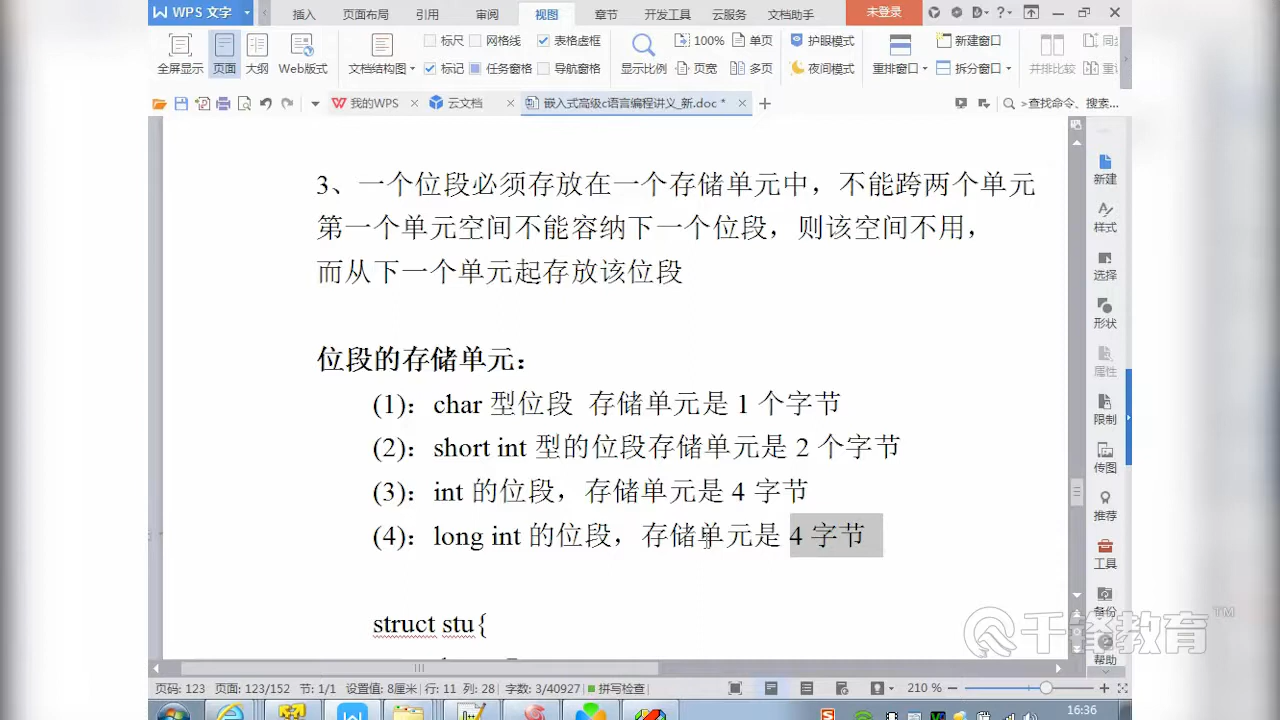 WPS 文字
插入 页面布局 引用 审阅 视图 章节 开发工具 云服务 文档助手 未登录
标尺 网格线 表格虚框 100% 单页 护眼模式 新建窗口
全屏显示 页面 大纲 Web版式 文档结构图 标记 任务窗格 导航窗格 显示比例 页宽 多页 夜间模式 重排窗口 拆分窗口 并排比较
我的WPS 云文档 嵌入式高级c语言编程讲义_新.doc * >查找命令、搜索...
3、一个位段必须存放在一个存储单元中，不能跨两个单元
第一个单元空间不能容纳下一个位段，则该空间不用，
而从下一个单元起存放该位段
位段的存储单元：
(1)：char 型位段 存储单元是 1 个字节
(2)：short int 型的位段存储单元是 2 个字节
(3)：int 的位段，存储单元是 4 字节
(4)：long int 的位段，存储单元是 4 字节
struct stu{
新建
样式
选择
形状
属性
限制
传图
推荐
工具
备份
帮助
千锋教育 TM
页码: 123 页面: 123/152 节: 1/1 设置值: 8厘米 行: 11 列: 28 字数: 3/40927 拼写检查 210 %
16:36